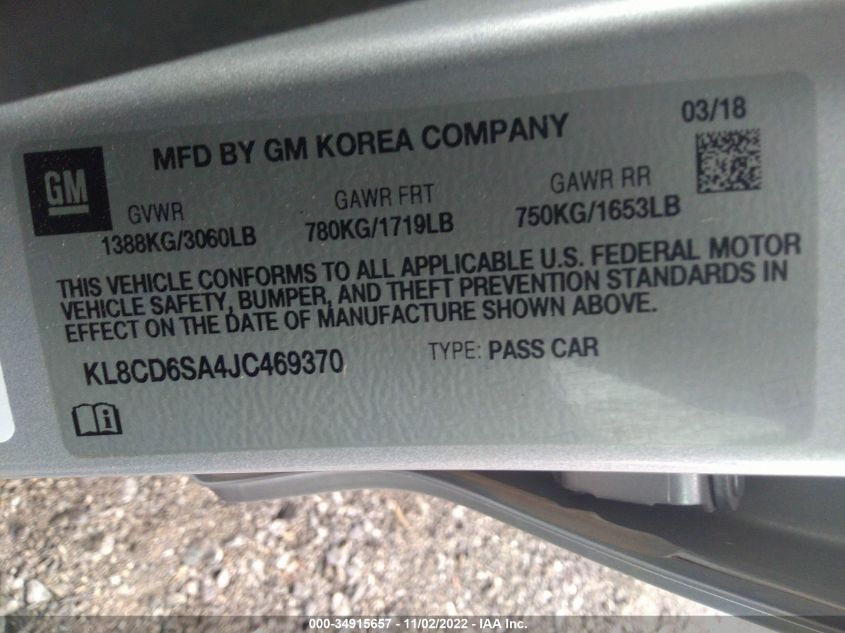 MFD BY GM KOREA COMPANY
03/18
GM
GVWR
1388KG/3060LB
GAWR FRT
780KG/1719LB
GAWR RR
750KG/1653LB
THIS VEHICLE CONFORMS TO ALL APPLICABLE U.S. FEDERAL MOTOR
VEHICLE SAFETY, BUMPER, AND THEFT PREVENTION STANDARDS IN
EFFECT ON THE DATE OF MANUFACTURE SHOWN ABOVE.
KL8CD6SA4JC469370
TYPE: PASS CAR
i
000-34915657 - 11/02/2022 - IAA Inc.